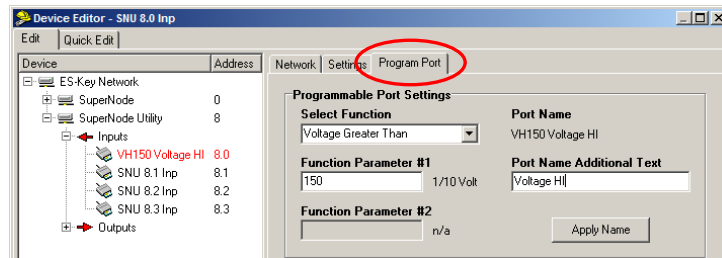 Device Editor - SNU 8.0 Inp
Edit Quick Edit
Device Address
ES-Key Network
SuperNode 0
SuperNode Utility 8
Inputs
VH150 Voltage HI 8.0
SNU 8.1 Inp 8.1
SNU 8.2 Inp 8.2
SNU 8.3 Inp 8.3
Outputs
Network Settings Program Port
Programmable Port Settings
Select Function
Voltage Greater Than
Port Name
VH150 Voltage HI
Function Parameter #1
150 1/10 Volt
Port Name Additional Text
Voltage HI
Function Parameter #2
n/a
Apply Name